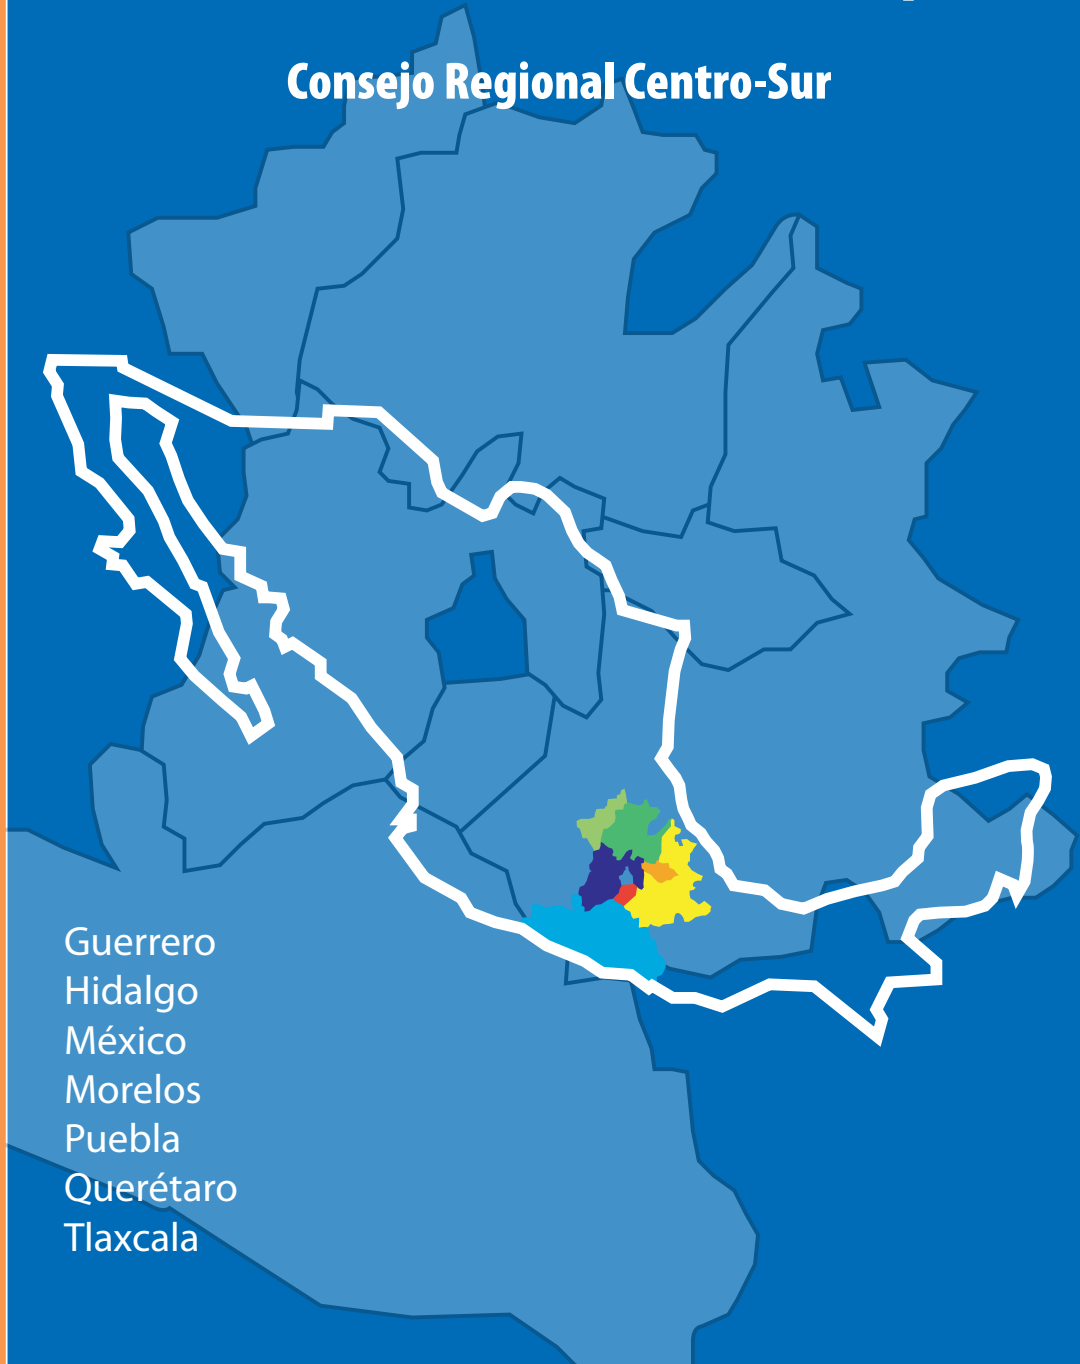 Consejo Regional Centro-Sur
Guerrero
Hidalgo
México
Morelos
Puebla
Querétaro
Tlaxcala